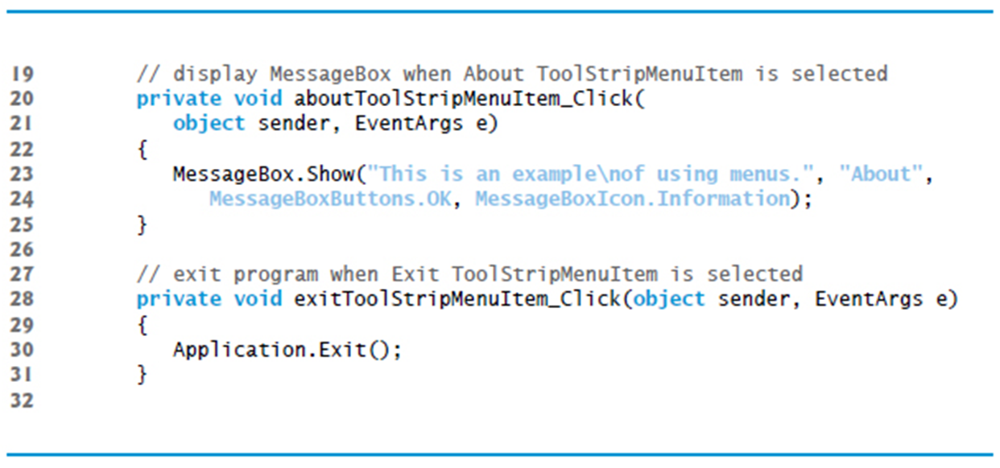 19 // display MessageBox when About ToolStripMenuItem is selected
20 private void aboutToolStripMenuItem_Click(
21 object sender, EventArgs e)
22 {
23 MessageBox.Show("This is an example\nof using menus.", "About",
24 MessageBoxButtons.OK, MessageBoxIcon.Information);
25 }
26
27 // exit program when Exit ToolStripMenuItem is selected
28 private void exitToolStripMenuItem_Click(object sender, EventArgs e)
29 {
30 Application.Exit();
31 }
32